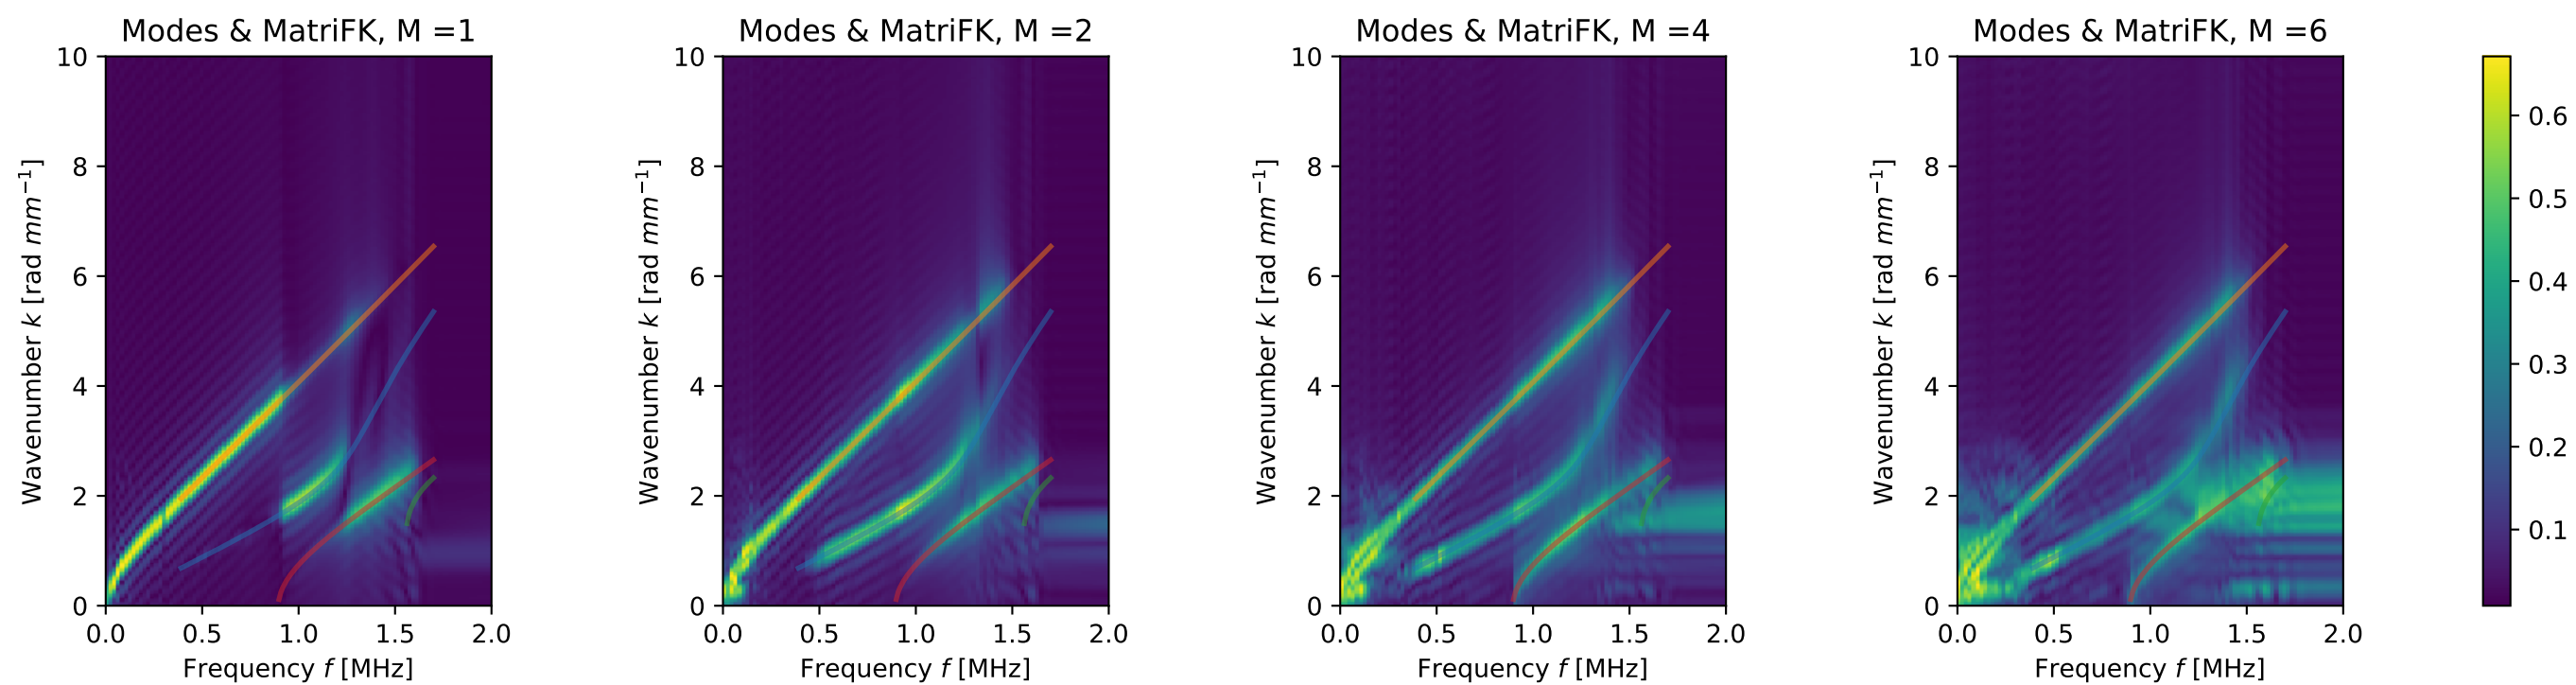 Modes & MatriFK, M =1
Modes & MatriFK, M =2
Modes & MatriFK, M =4
Modes & MatriFK, M =6
10
8
6
4
2
0
Wavenumber k [rad mm⁻¹]
0.0 0.5 1.0 1.5 2.0
Frequency f [MHz]
10
8
6
4
2
0
Wavenumber k [rad mm⁻¹]
0.0 0.5 1.0 1.5 2.0
Frequency f [MHz]
10
8
6
4
2
0
Wavenumber k [rad mm⁻¹]
0.0 0.5 1.0 1.5 2.0
Frequency f [MHz]
10
8
6
4
2
0
Wavenumber k [rad mm⁻¹]
0.0 0.5 1.0 1.5 2.0
Frequency f [MHz]
0.6
0.5
0.4
0.3
0.2
0.1